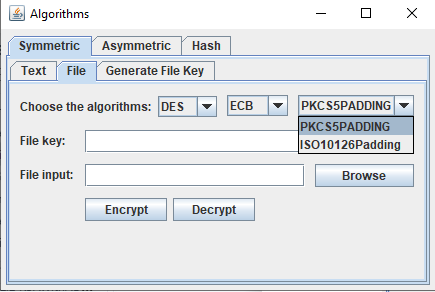 Algorithms
Symmetric Asymmetric Hash
Text File Generate File Key
Choose the algorithms: DES ECB PKCS5PADDING
PKCS5PADDING
File key:
ISO10126Padding
File input: Browse
Encrypt Decrypt